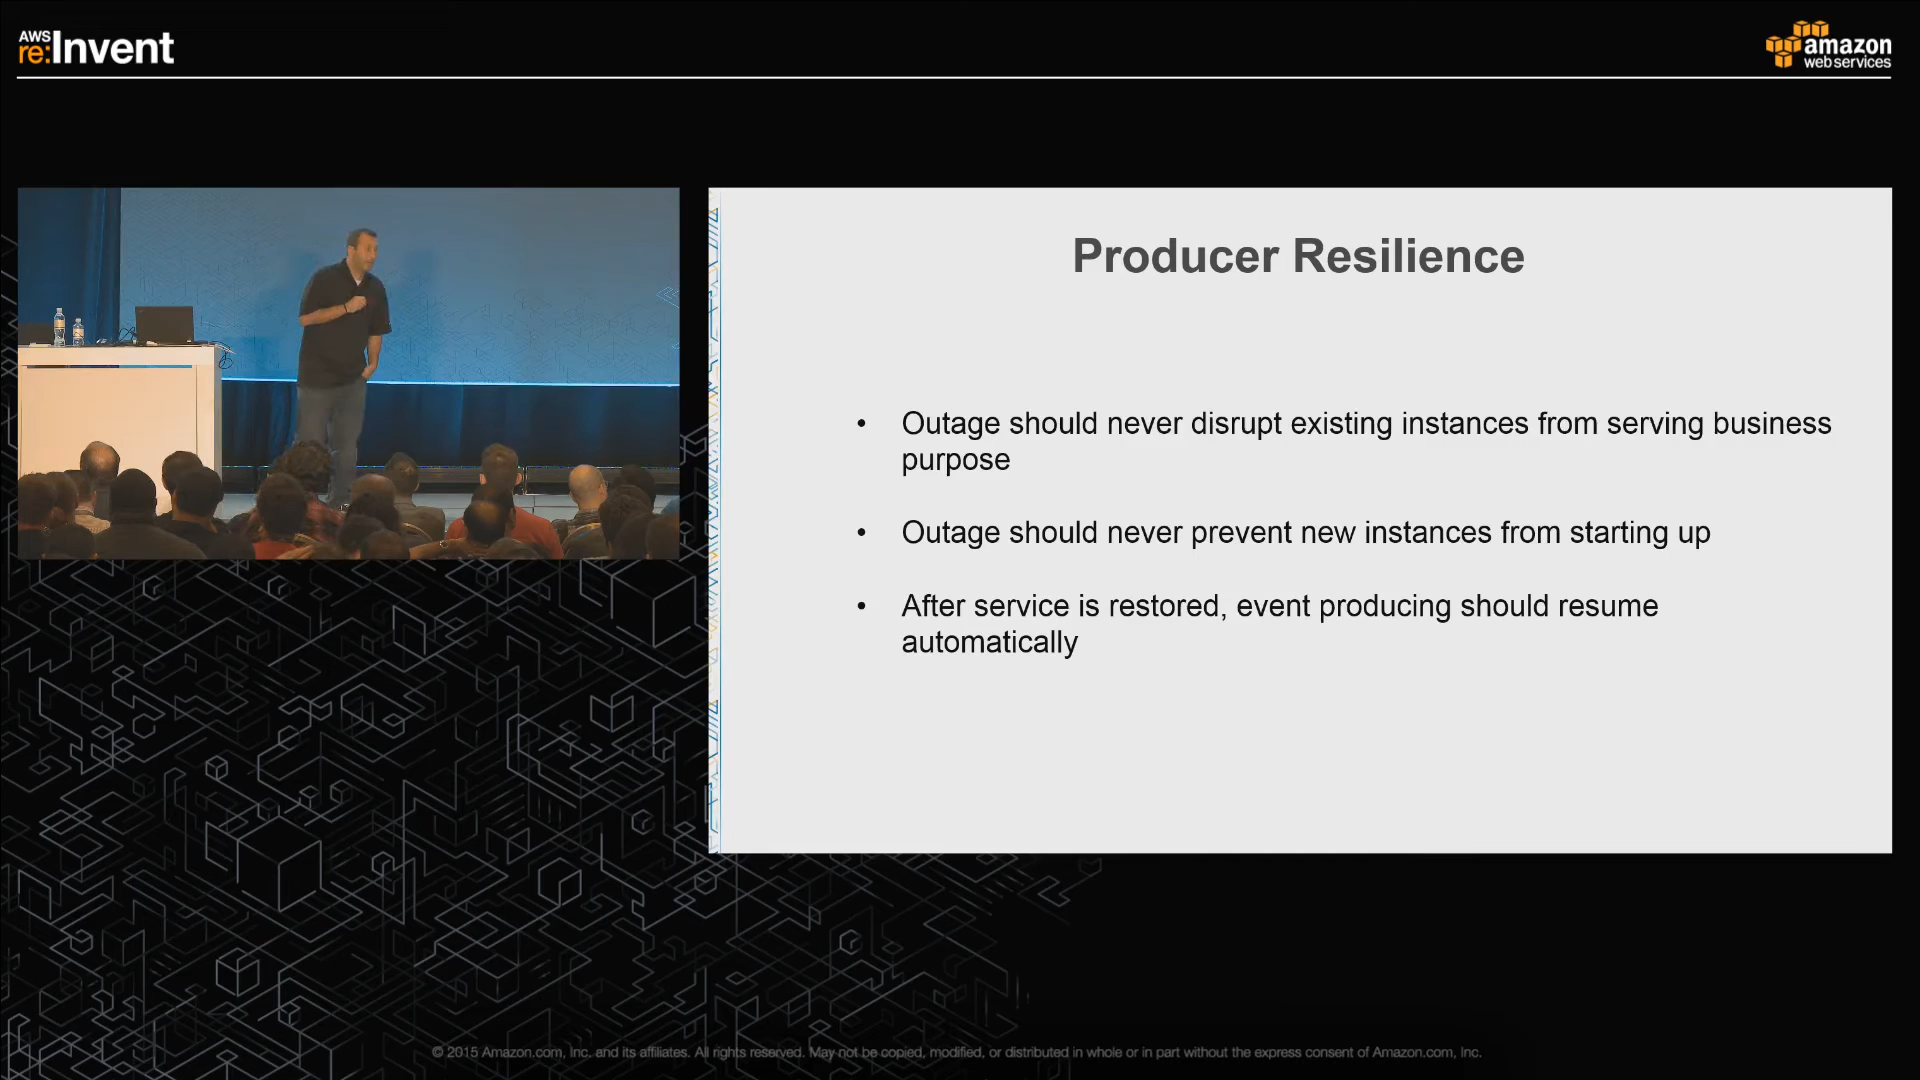 AWS
re:Invent
amazon
web services
Producer Resilience
• Outage should never disrupt existing instances from serving business
purpose
• Outage should never prevent new instances from starting up
• After service is restored, event producing should resume
automatically
© 2015 Amazon.com, Inc. and its affiliates. All rights reserved. May not be copied, modified, or distributed in whole or in part without the express consent of Amazon.com, Inc.